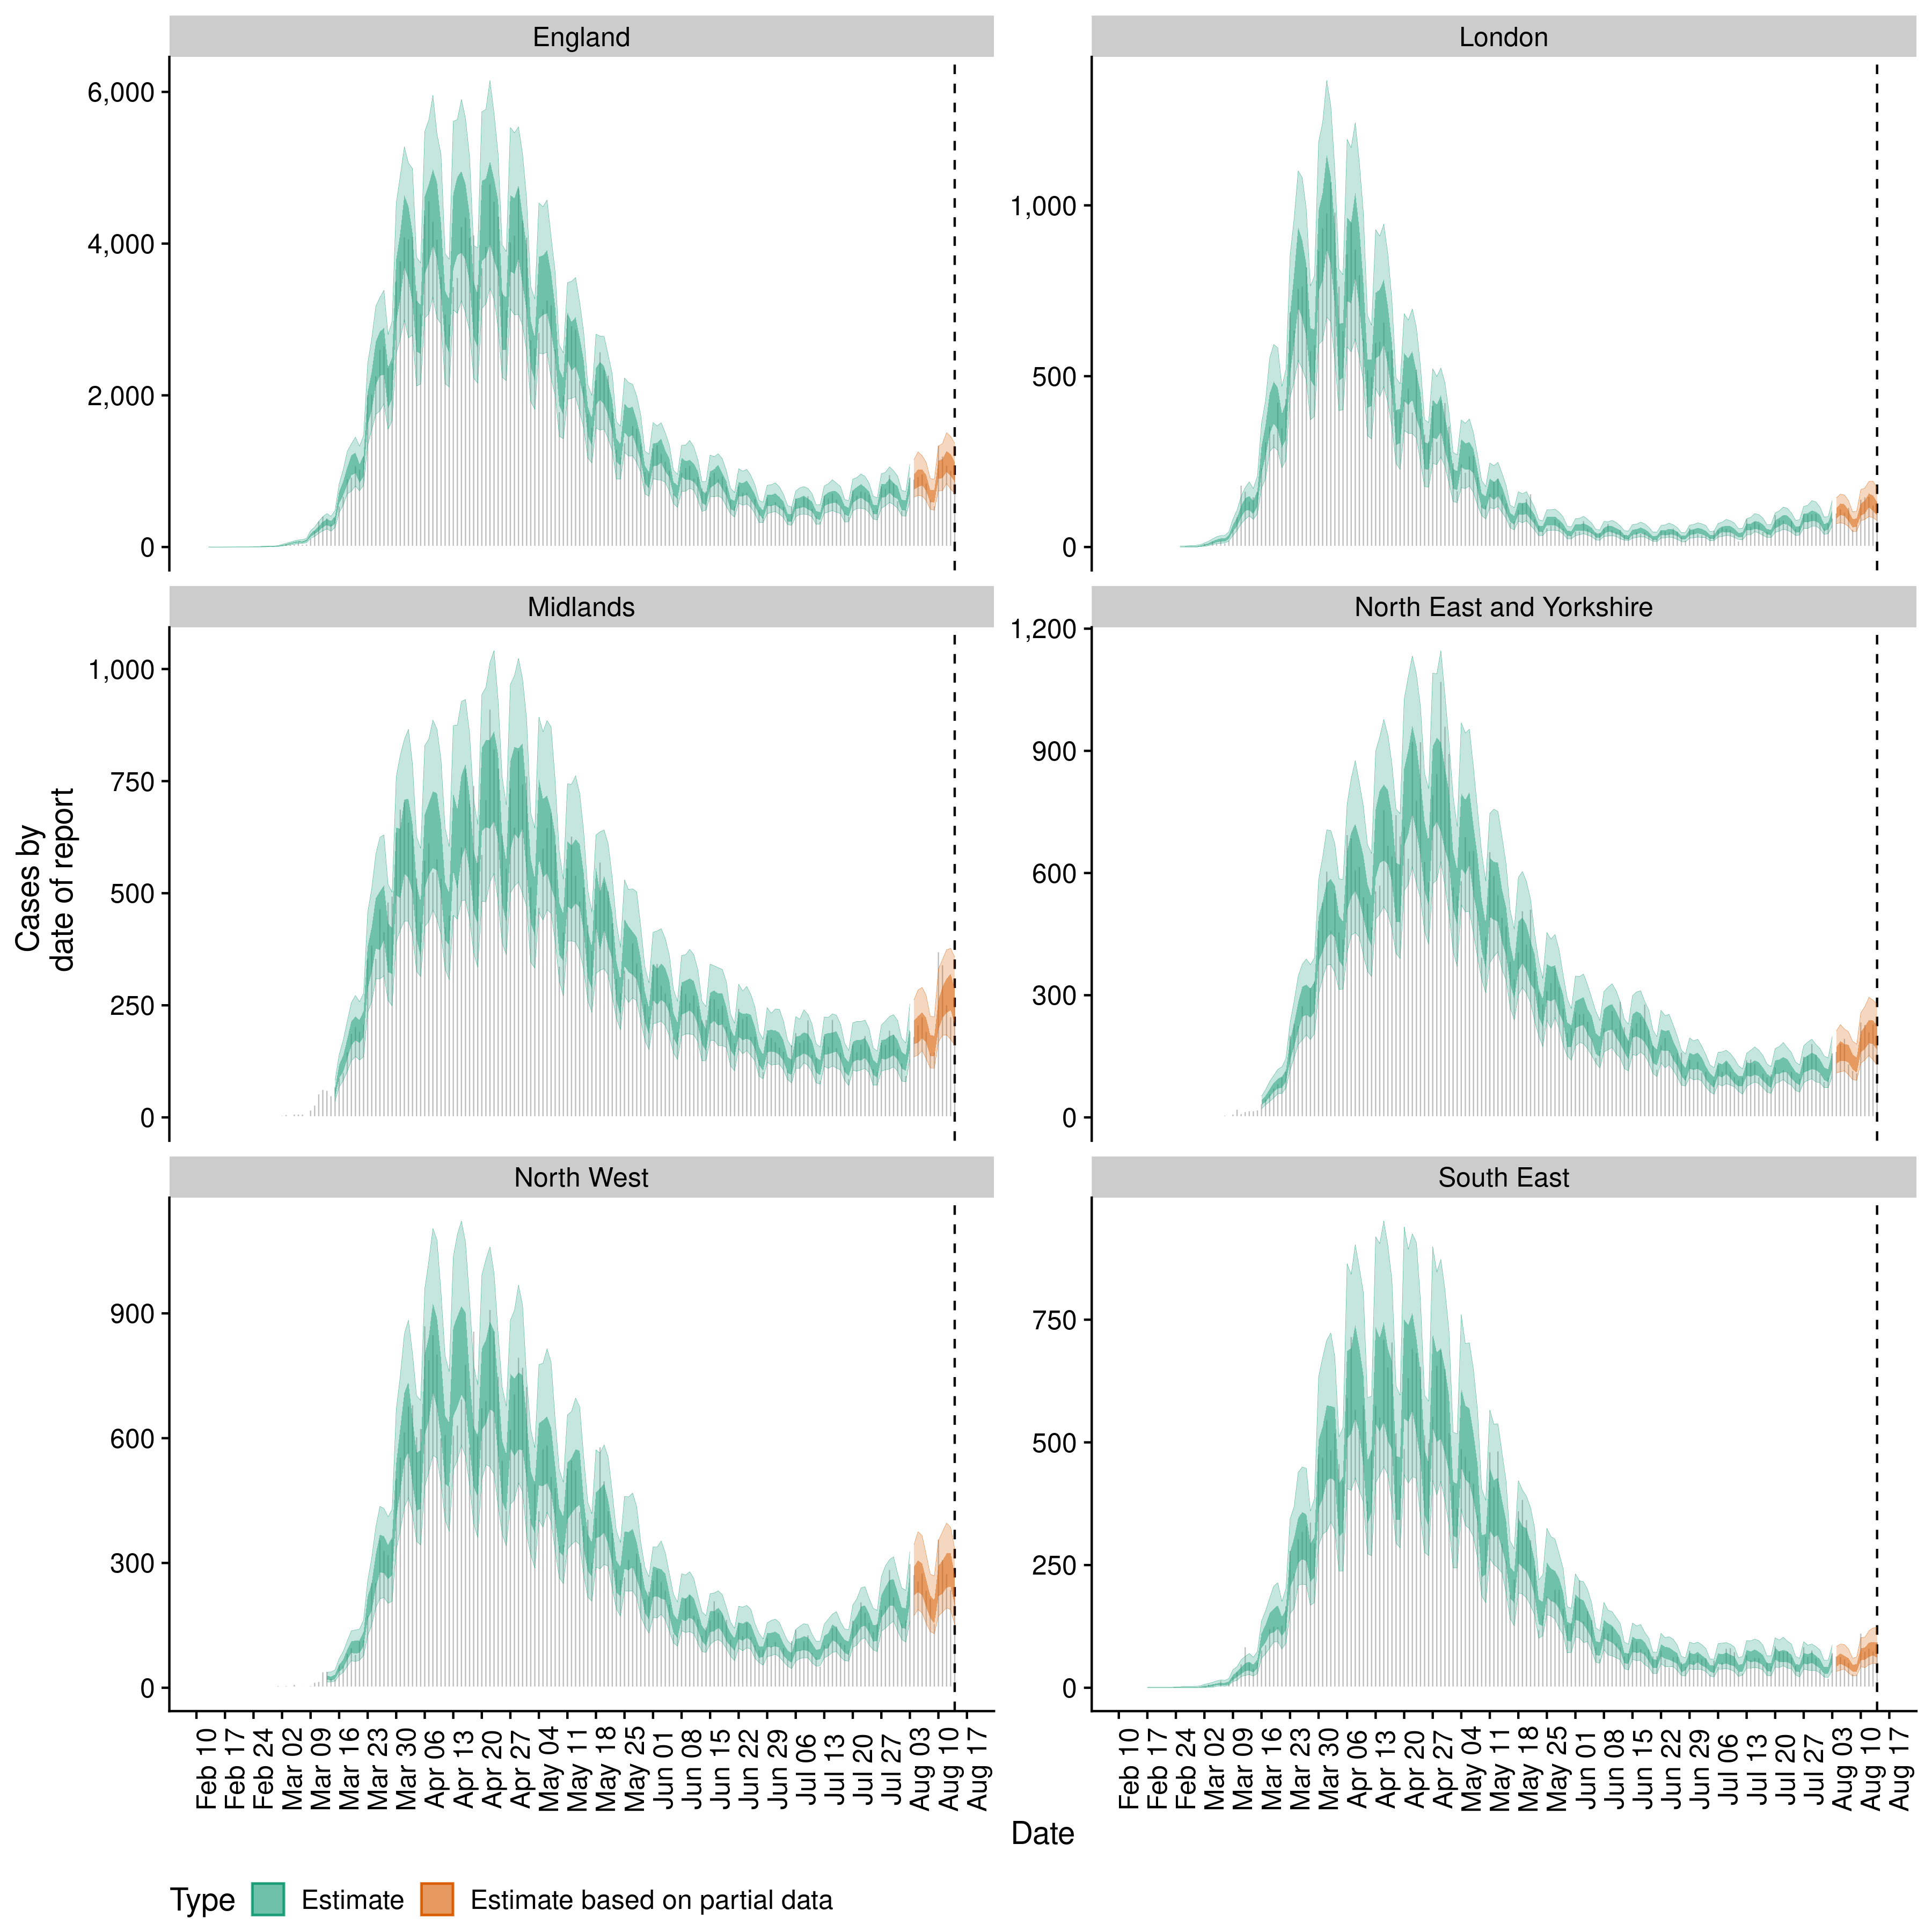 England
London
6,000
4,000
2,000
0
1,000
500
0
Midlands
North East and Yorkshire
1,000
750
500
250
0
1,200
900
600
300
0
Cases by
date of report
North West
South East
900
600
300
0
750
500
250
0
Feb 10
Feb 17
Feb 24
Mar 02
Mar 09
Mar 16
Mar 23
Mar 30
Apr 06
Apr 13
Apr 20
Apr 27
May 04
May 11
May 18
May 25
Jun 01
Jun 08
Jun 15
Jun 22
Jun 29
Jul 06
Jul 13
Jul 20
Jul 27
Aug 03
Aug 10
Aug 17
Feb 10
Feb 17
Feb 24
Mar 02
Mar 09
Mar 16
Mar 23
Mar 30
Apr 06
Apr 13
Apr 20
Apr 27
May 04
May 11
May 18
May 25
Jun 01
Jun 08
Jun 15
Jun 22
Jun 29
Jul 06
Jul 13
Jul 20
Jul 27
Aug 03
Aug 10
Aug 17
Date
Type Estimate Estimate based on partial data